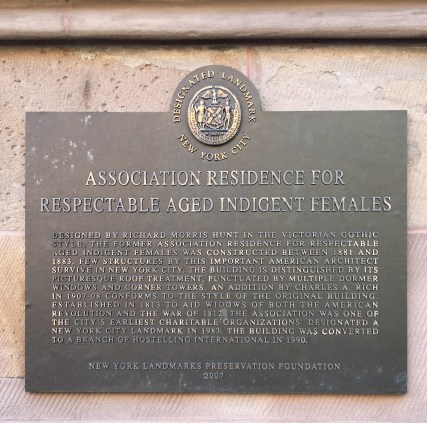 DESIGNATED LANDMARK
NEW YORK CITY
ASSOCIATION RESIDENCE FOR
RESPECTABLE AGED INDIGENT FEMALES
DESIGNED BY RICHARD MORRIS HUNT IN THE VICTORIAN GOTHIC
STYLE, THE FORMER ASSOCIATION RESIDENCE FOR RESPECTABLE
AGED INDIGENT FEMALES WAS CONSTRUCTED BETWEEN 1881 AND
1883. FEW STRUCTURES BY THIS IMPORTANT AMERICAN ARCHITECT
SURVIVE IN NEW YORK CITY. THE BUILDING IS DISTINGUISHED BY ITS
PICTURESQUE ROOF TREATMENT, PUNCTUATED BY MULTIPLE DORMER
WINDOWS AND CORNER TOWERS. AN ADDITION BY CHARLES A. RICH
IN 1907-08 CONFORMS TO THE STYLE OF THE ORIGINAL BUILDING.
ESTABLISHED IN 1813 TO AID WIDOWS OF BOTH THE AMERICAN
REVOLUTION AND THE WAR OF 1812, THE ASSOCIATION WAS ONE OF
THE CITY'S EARLIEST CHARITABLE ORGANIZATIONS. DESIGNATED A
NEW YORK CITY LANDMARK IN 1983, THE BUILDING WAS CONVERTED
TO A BRANCH OF HOSTELLING INTERNATIONAL IN 1990.
NEW YORK LANDMARKS PRESERVATION FOUNDATION
2007